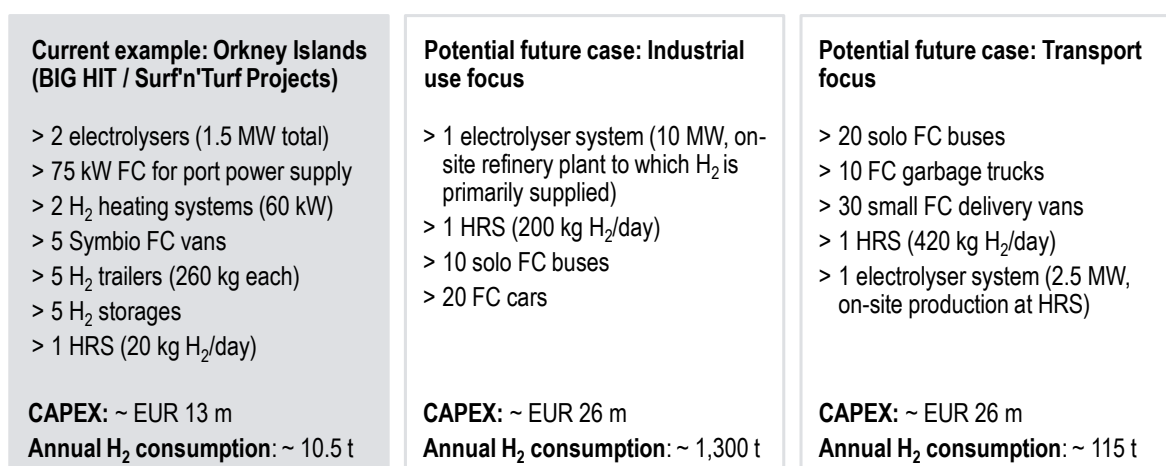 Current example: Orkney Islands
(BIG HIT / Surf'n'Turf Projects)
> 2 electrolysers (1.5 MW total)
> 75 kW FC for port power supply
> 2 H₂ heating systems (60 kW)
> 5 Symbio FC vans
> 5 H₂ trailers (260 kg each)
> 5 H₂ storages
> 1 HRS (20 kg H₂/day)
CAPEX: ~ EUR 13 m
Annual H₂ consumption: ~ 10.5 t
Potential future case: Industrial
use focus
> 1 electrolyser system (10 MW, on-
site refinery plant to which H₂ is
primarily supplied)
> 1 HRS (200 kg H₂/day)
> 10 solo FC buses
> 20 FC cars
CAPEX: ~ EUR 26 m
Annual H₂ consumption: ~ 1,300 t
Potential future case: Transport
focus
> 20 solo FC buses
> 10 FC garbage trucks
> 30 small FC delivery vans
> 1 HRS (420 kg H₂/day)
> 1 electrolyser system (2.5 MW,
on-site production at HRS)
CAPEX: ~ EUR 26 m
Annual H₂ consumption: ~ 115 t